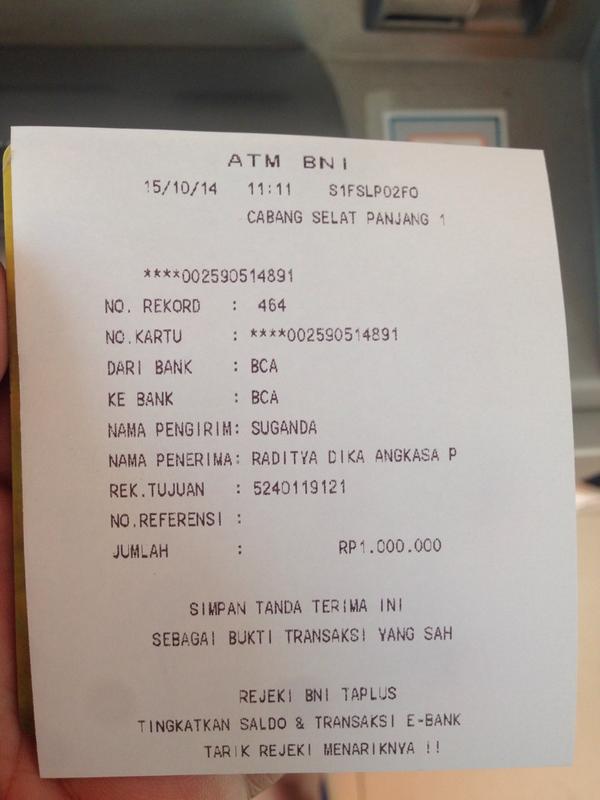 ATM BNI
15/10/14 11:11 S1FSLP02F0
CABANG SELAT PANJANG 1
****002590514891
NO. REKORD : 464
NO.KARTU : ****002590514891
DARI BANK : BCA
KE BANK : BCA
NAMA PENGIRIM: SUGANDA
NAMA PENERIMA: RADITYA DIKA ANGKASA P
REK.TUJUAN : 5240119121
NO.REFERENSI :
JUMLAH : RP1.000.000
SIMPAN TANDA TERIMA INI
SEBAGAI BUKTI TRANSAKSI YANG SAH
REJEKI BNI TAPLUS
TINGKATKAN SALDO & TRANSAKSI E-BANK
TARIK REJEKI MENARIKNYA !!